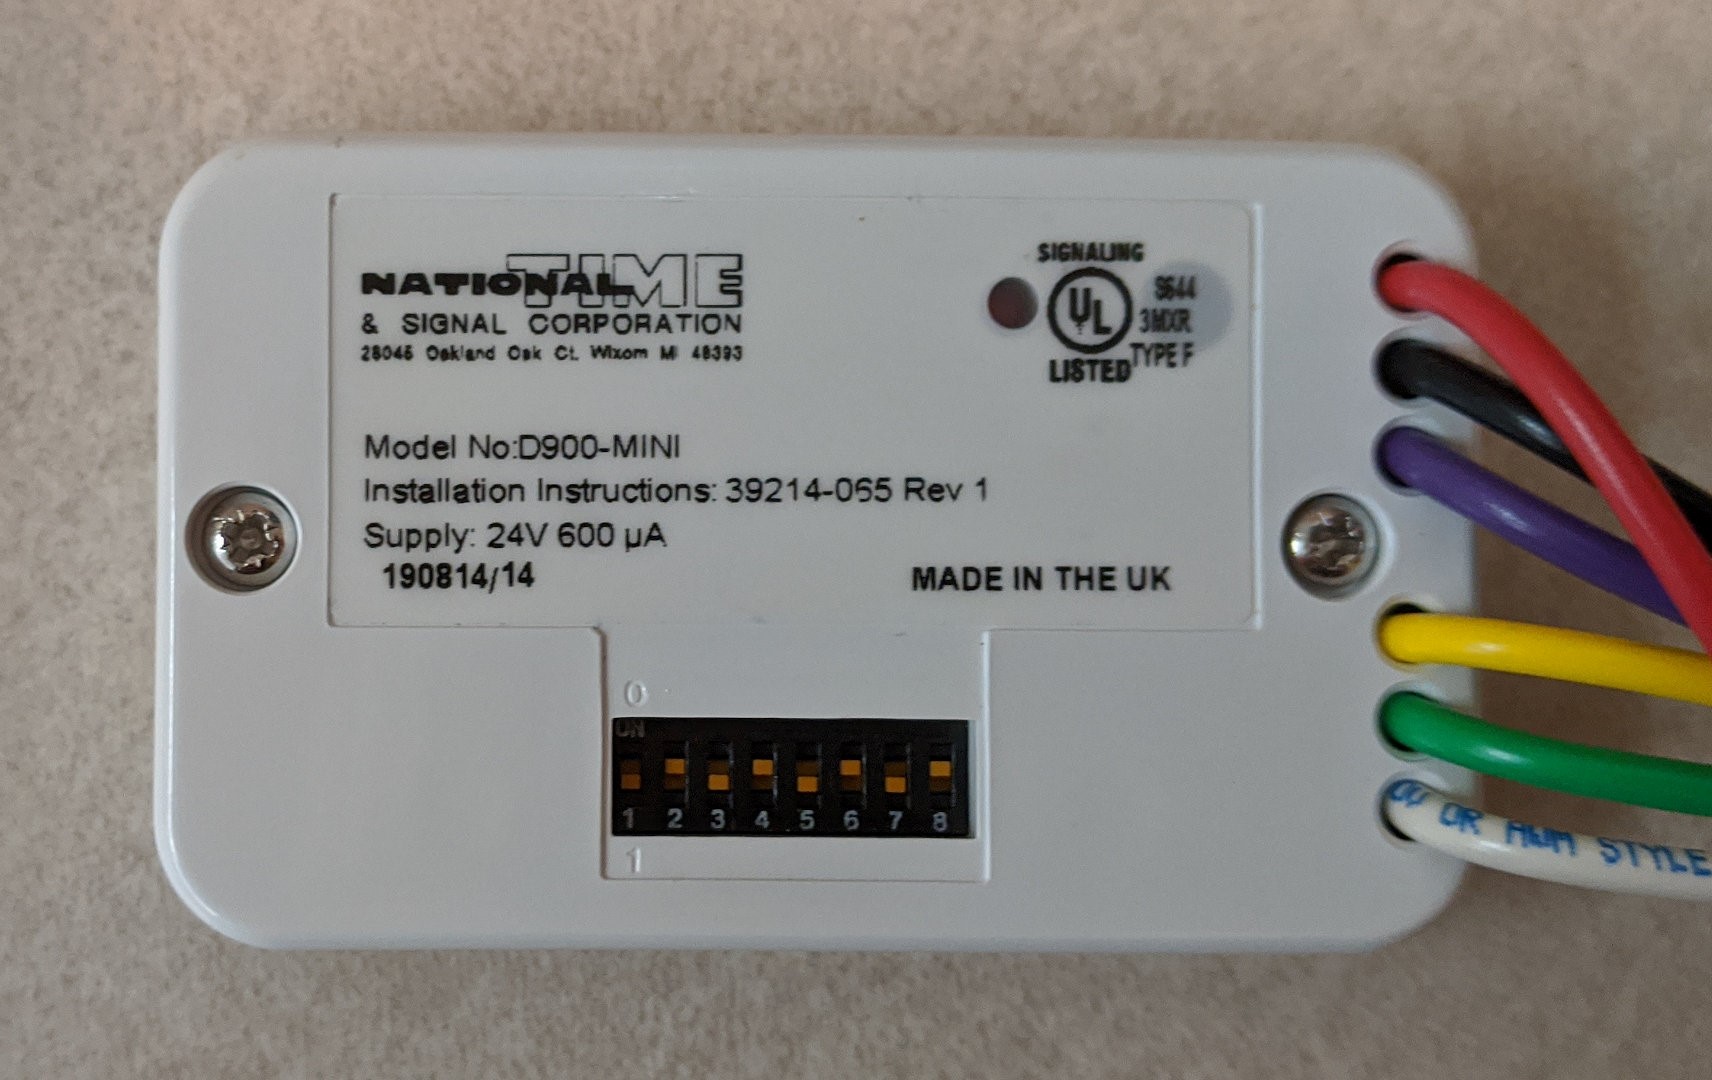 NATIONAL TIME
& SIGNAL CORPORATION
28045 Oakland Oak Ct. Wixom MI 48393
SIGNALING
UL
S644
3MXR
LISTED
TYPE F
Model No:D900-MINI
Installation Instructions: 39214-065 Rev 1
Supply: 24V 600 µA
190814/14
MADE IN THE UK
0
ON
1 2 3 4 5 6 7 8
1
OR AWM STYLE